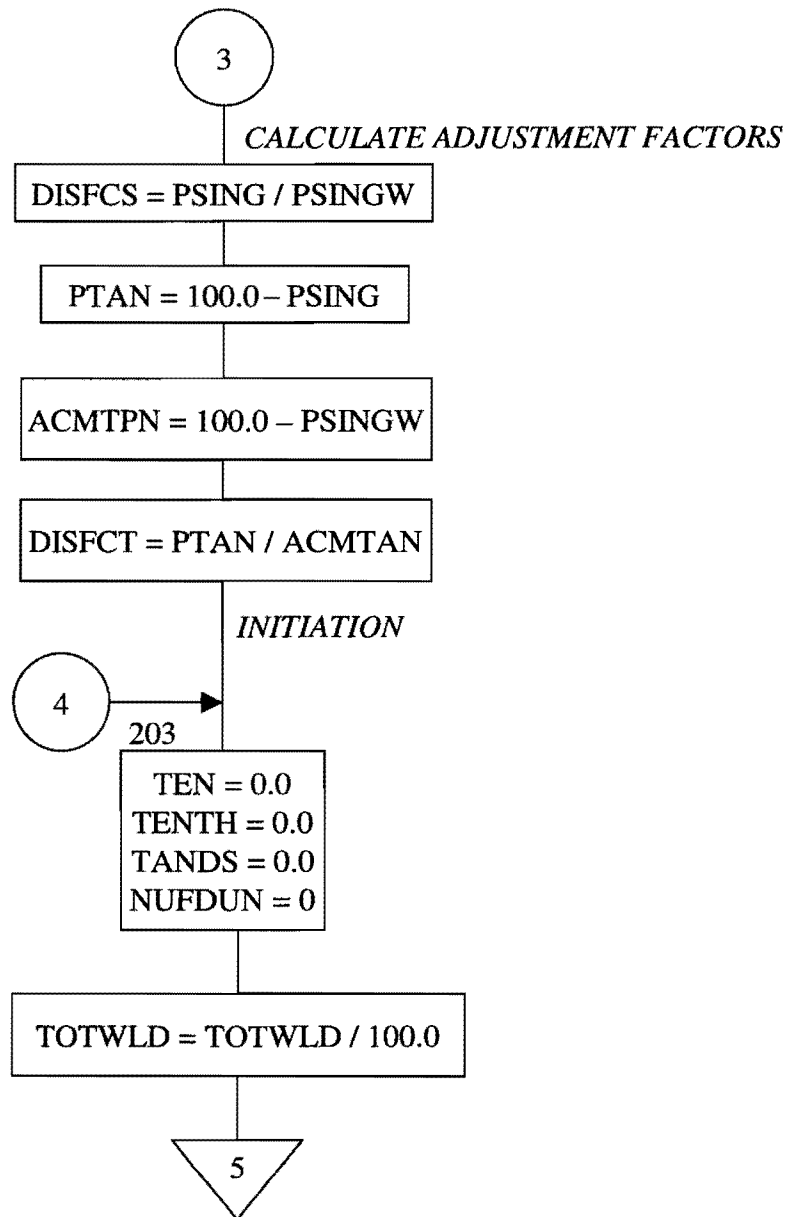 3
CALCULATE ADJUSTMENT FACTORS
DISFCS = PSING / PSINGW
PTAN = 100.0 – PSING
ACMTPN = 100.0 – PSINGW
DISFCT = PTAN / ACMTAN
INITIATION
4
203
TEN = 0.0
TENTH = 0.0
TANDS = 0.0
NUFDUN = 0
TOTWLD = TOTWLD / 100.0
5